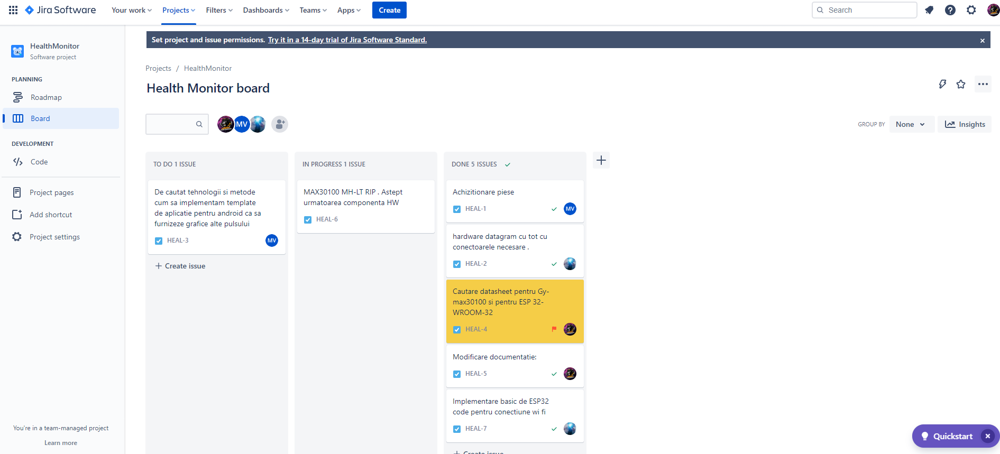 Jira Software
Your work
Projects
Filters
Dashboards
Teams
Apps
Create
Search
HealthMonitor
Software project
PLANNING
Roadmap
Board
DEVELOPMENT
Code
Project pages
Add shortcut
Project settings
You're in a team-managed project
Learn more
Set project and issue permissions. Try it in a 14-day trial of Jira Software Standard.
Projects / HealthMonitor
Health Monitor board
MV
GROUP BY
None
Insights
TO DO 1 ISSUE
De cautat tehnologii si metode
cum sa implementam template
de aplicatie pentru android ca sa
furnizeze grafice alte pulsului
HEAL-3
MV
Create issue
IN PROGRESS 1 ISSUE
MAX30100 MH-LT RIP . Astept
urmatoarea componenta HW
HEAL-6
DONE 5 ISSUES
Achizitionare piese
HEAL-1
MV
hardware datagram cu tot cu
conectoarele necesare .
HEAL-2
Cautare datasheet pentru Gy-
max30100 si pentru ESP 32-
WROOM-32
HEAL-4
Modificare documentatie:
HEAL-5
Implementare basic de ESP32
code pentru conectiune wi fi
HEAL-7
Create issue
Quickstart